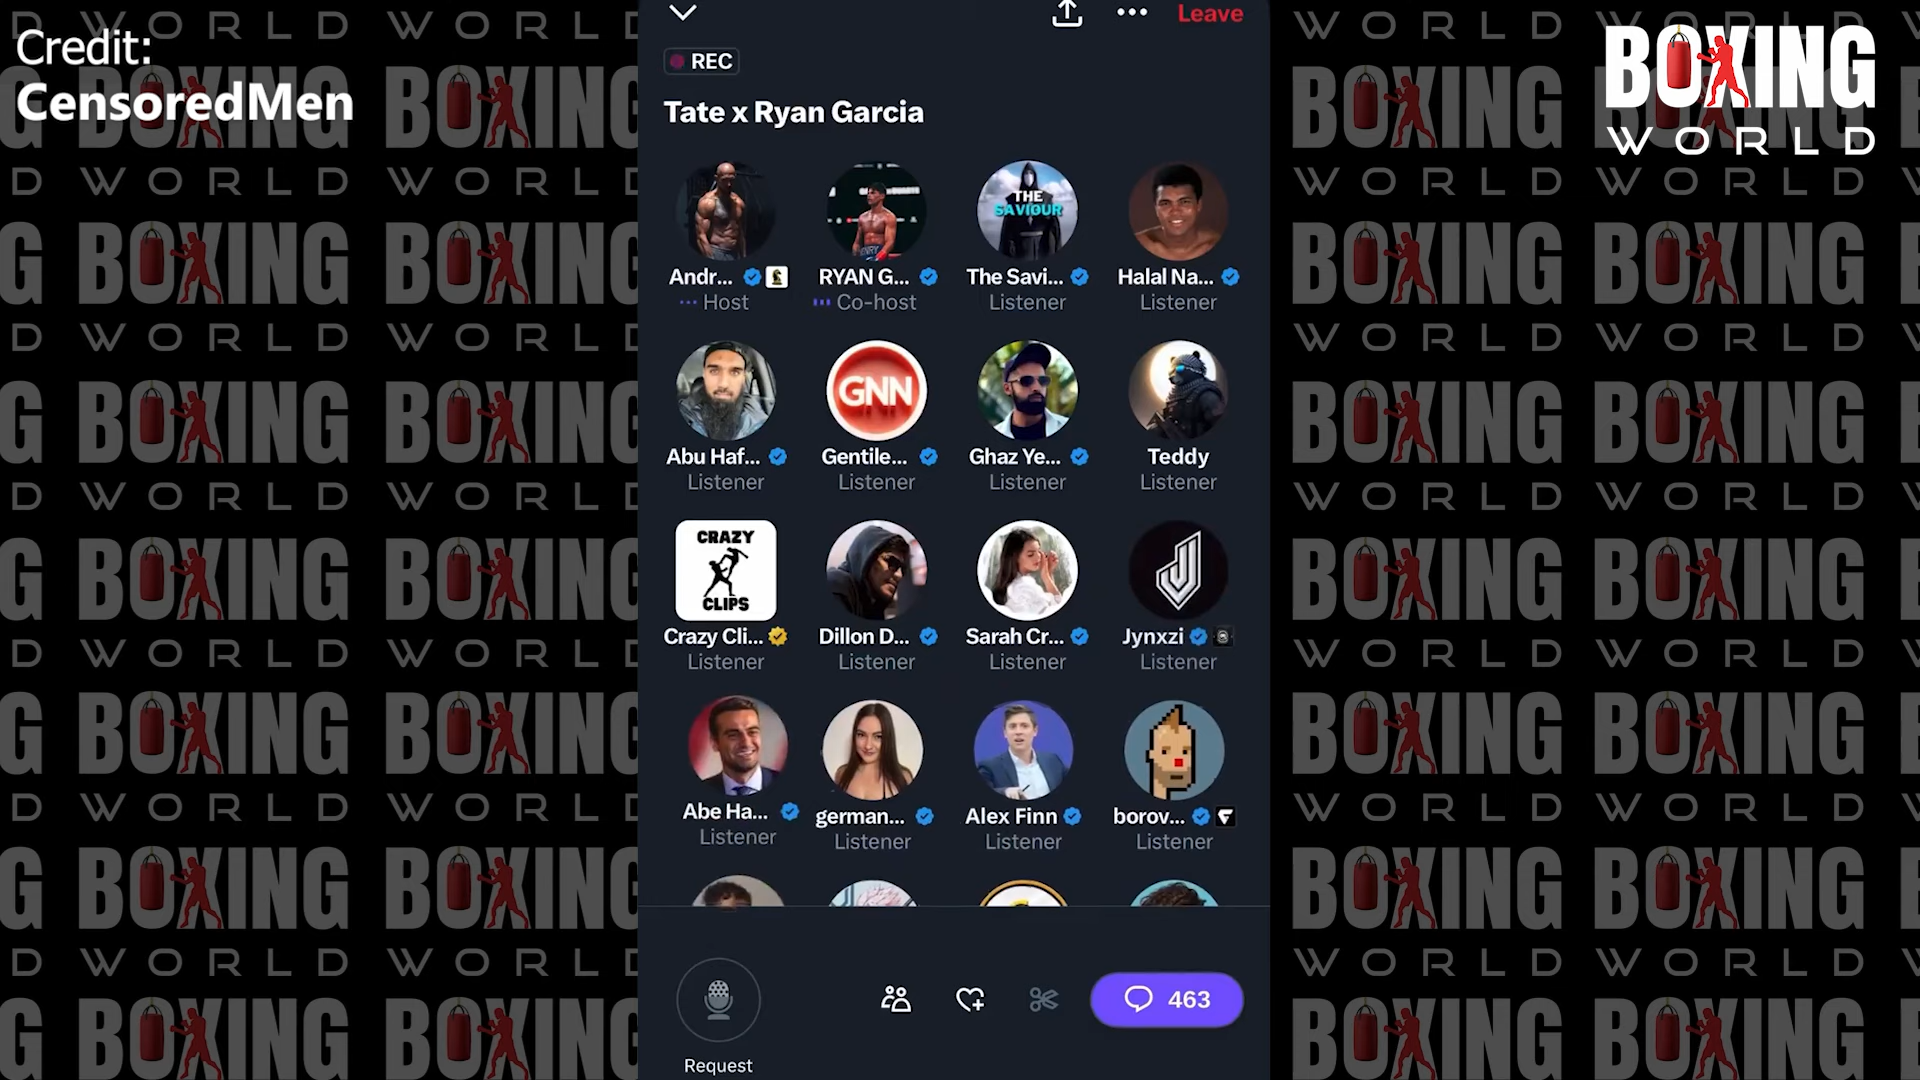 Credit:
CensoredMen
BOXING
WORLD
Leave
REC
Tate x Ryan Garcia
THE
SAVIOUR
Andr...
RYAN G...
The Savi...
Halal Na...
Host
Co-host
Listener
Listener
GNN
Abu Haf...
Gentile...
Ghaz Ye...
Teddy
Listener
Listener
Listener
Listener
CRAZY
CLIPS
Crazy Cli...
Dillon D...
Sarah Cr...
Jynxzi
Listener
Listener
Listener
Listener
Abe Ha...
german...
Alex Finn
borov...
Listener
Listener
Listener
Listener
463
Request